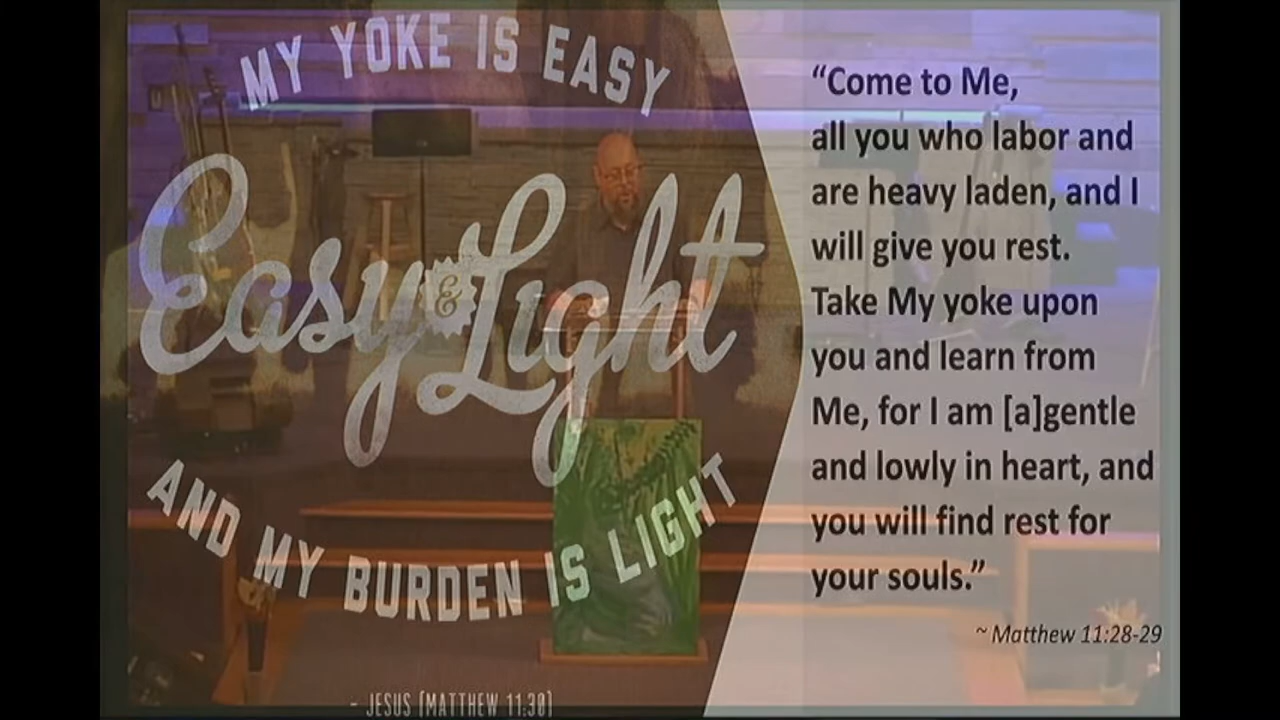 MY YOKE IS EASY
Easy & Light
AND MY BURDEN IS LIGHT
- JESUS [MATTHEW 11:30]
“Come to Me,
all you who labor and
are heavy laden, and I
will give you rest.
Take My yoke upon
you and learn from
Me, for I am [a]gentle
and lowly in heart, and
you will find rest for
your souls.”
~ Matthew 11:28-29